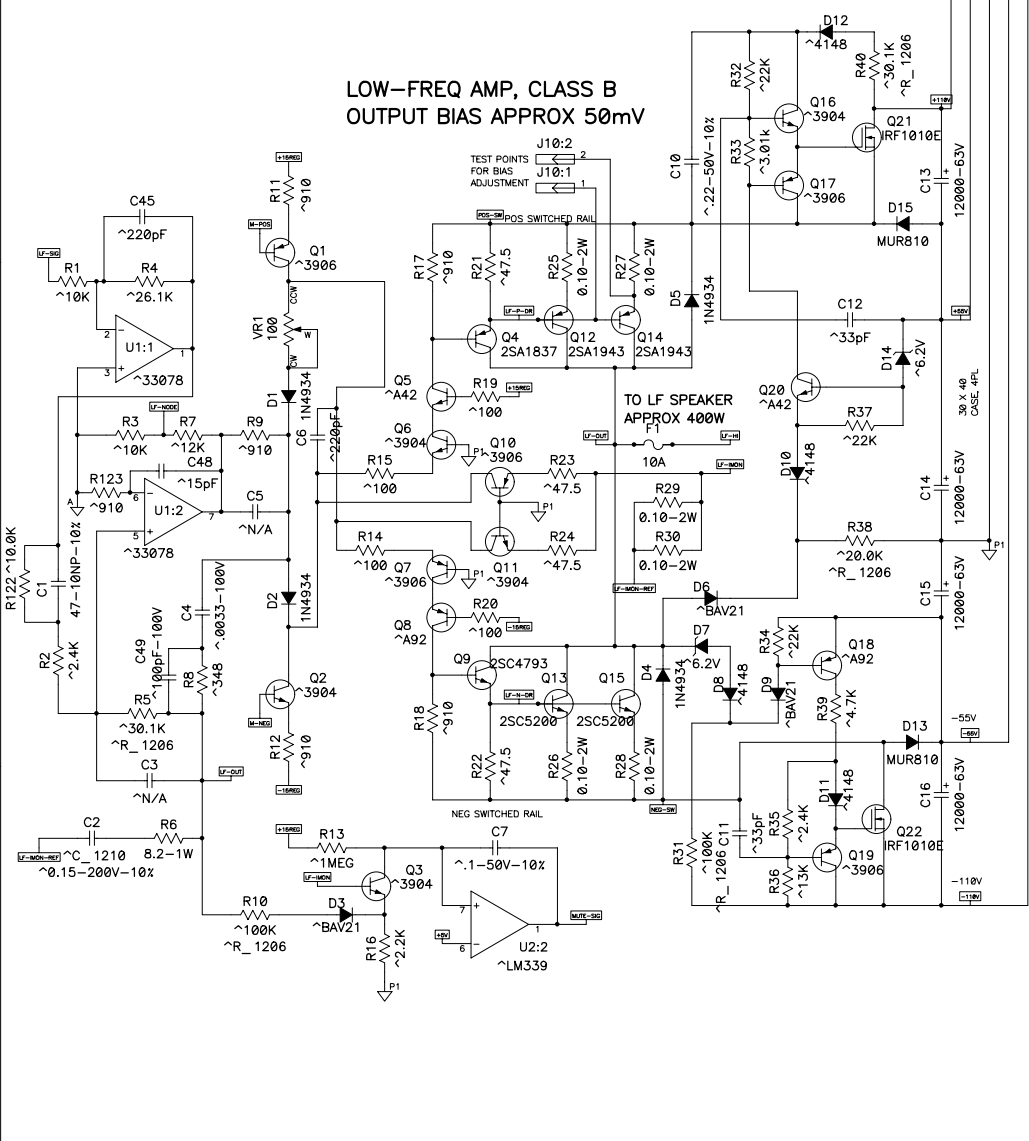 LOW-FREQ AMP, CLASS B
OUTPUT BIAS APPROX 50mV
D12
^4148
R32
^22K
R40
^30.1K
^R_1206
Q16
^3904
+110V
Q21
IRF1010E
J10:2
2
TEST POINTS
FOR BIAS
ADJUSTMENT
J10:1
1
C10
^.22-50V-10%
R33
^3.01k
Q17
^3906
C13
+
12000-63V
+15REG
R11
^910
C45
^220pF
M-POS
Q1
^3906
POS-SW
POS SWITCHED RAIL
D15
MUR810
LF-SIG
R1
^10K
R4
^26.1K
CCW
VR1
100
W
CW
R17
^910
R21
^47.5
R25
0.10-2W
R27
0.10-2W
D5
1N4934
LF-P-DR
C12
^33pF
+55V
2
U1:1
1
3
^33078
Q4
2SA1837
Q12
2SA1943
Q14
2SA1943
D14
^6.2V
D1
1N4934
Q5
^A42
R19
^100
+15REG
TO LF SPEAKER
APPROX 400W
Q20
^A42
30 X 40
CASE, 4PL
LF-NODE
R3
^10K
R7
^12K
R9
^910
C6
^220pF
Q6
^3904
P1
Q10
^3906
LF-OUT
F1
10A
LF-HI
R37
^22K
C48
^15pF
R15
^100
R23
^47.5
LF-IMON
D10
^4148
C14
+
12000-63V
A
R123
^910
6
U1:2
7
5
^33078
C5
^N/A
P1
R29
0.10-2W
R38
^20.0K
^R_1206
P1
R14
^100
Q7
^3906
P1
Q11
^3904
R24
^47.5
R30
0.10-2W
LF-IMON-REF
R122
^10.0K
C1
47-10NP-10%
D2
1N4934
C4
.0033-100V
Q8
^A92
R20
^100
-15REG
D6
^BAV21
C15
+
12000-63V
R2
^2.4K
C49
^100pF-100V
R8
^348
Q9
2SC4793
Q13
2SC5200
Q15
2SC5200
D4
1N4934
D7
^6.2V
R34
^22K
Q18
^A92
Q2
^3904
M-NEG
LF-N-DR
D8
^4148
D9
^BAV21
R39
^4.7K
R5
^30.1K
^R_1206
R18
^910
R12
^910
-15REG
R22
^47.5
R26
0.10-2W
R28
0.10-2W
D13
MUR810
-55V
-55V
C3
^N/A
LF-OUT
NEG SWITCHED RAIL
NEG-SW
D11
^4148
C16
+
12000-63V
C2
^C_1210
^0.15-200V-10%
LF-IMON-REF
R6
8.2-1W
+15REG
R13
^1MEG
C7
^.1-50V-10%
R31
^100K
^R_1206
C11
^33pF
R35
^2.4K
Q22
IRF1010E
R36
^13K
Q19
^3906
-110V
-110V
LF-IMON
Q3
^3904
R10
^100K
^R_1206
D3
^BAV21
R16
^2.2K
7
+5V
6
1
U2:2
^LM339
MUTE-SIG
P1